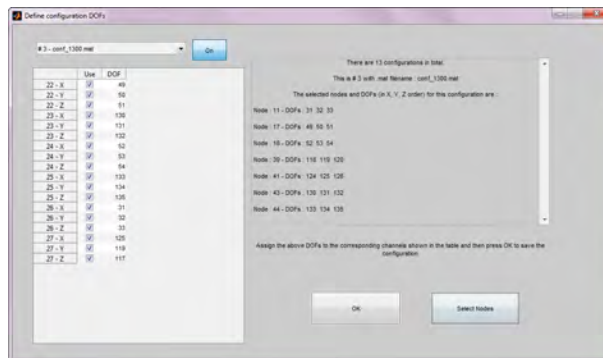 Define configuration DOFs
# 3 - conf_1300.mat
On
Use DOF
22 - X 49
22 - Y 50
22 - Z 51
23 - X 130
23 - Y 131
23 - Z 132
24 - X 52
24 - Y 53
24 - Z 54
25 - X 133
25 - Y 134
25 - Z 135
26 - X 31
26 - Y 32
26 - Z 33
27 - X 125
27 - Y 119
27 - Z 117
There are 13 configurations in total.
This is # 3 with .mat filename : conf_1300.mat
The selected nodes and DOFs (in X, Y, Z order) for this configuration are :
Node : 11 - DOFs : 31 32 33
Node : 17 - DOFs : 49 50 51
Node : 18 - DOFs : 52 53 54
Node : 39 - DOFs : 118 119 120
Node : 41 - DOFs : 124 125 126
Node : 43 - DOFs : 130 131 132
Node : 44 - DOFs : 133 134 135
Assign the above DOFs to the corresponding channels shown in the table and then press OK to save the
configuration.
OK
Select Nodes